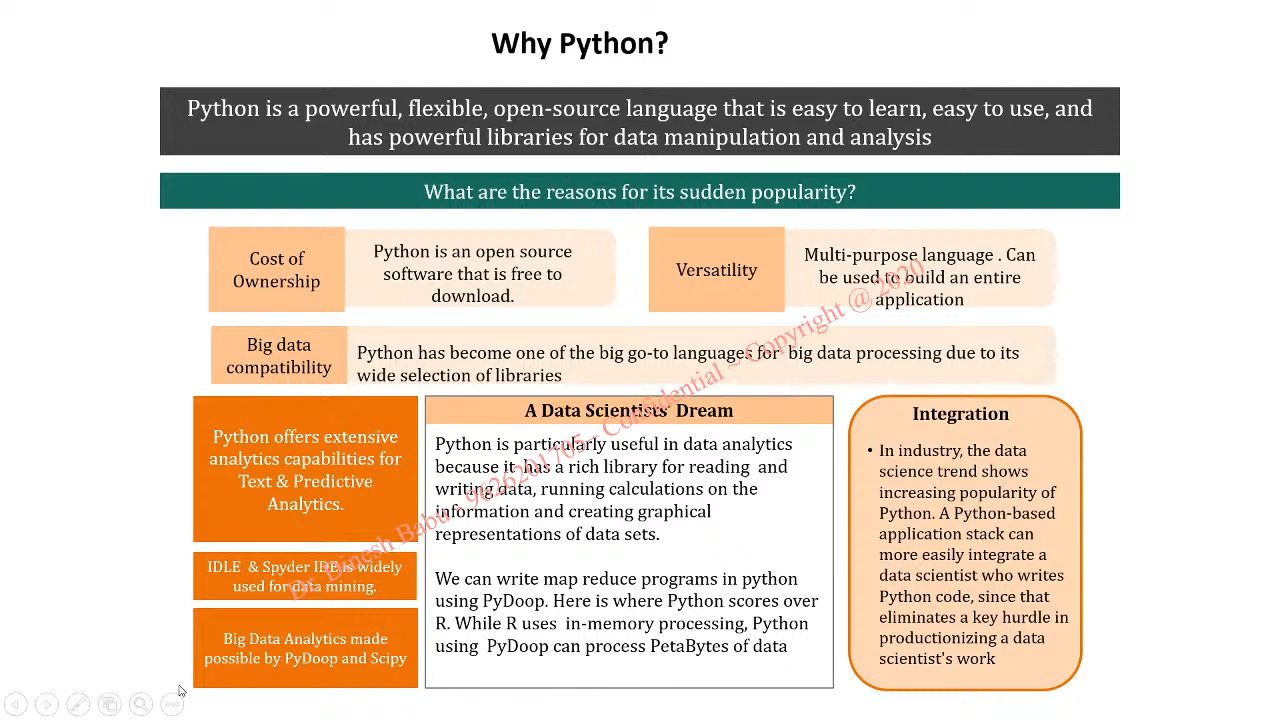 Why Python?
Python is a powerful, flexible, open-source language that is easy to learn, easy to use, and
has powerful libraries for data manipulation and analysis
What are the reasons for its sudden popularity?
Cost of
Ownership
Python is an open source
software that is free to
download.
Versatility
Multi-purpose language . Can
be used to build an entire
application
Big data
compatibility
Python has become one of the big go-to languages for big data processing due to its
wide selection of libraries
Python offers extensive
analytics capabilities for
Text & Predictive
Analytics.
IDLE & Spyder IDE is widely
used for data mining.
Big Data Analytics made
possible by PyDoop and Scipy
A Data Scientists' Dream
Python is particularly useful in data analytics
because it has a rich library for reading and
writing data, running calculations on the
information and creating graphical
representations of data sets.
We can write map reduce programs in python
using PyDoop. Here is where Python scores over
R. While R uses in-memory processing, Python
using PyDoop can process PetaBytes of data
Integration
• In industry, the data
science trend shows
increasing popularity of
Python. A Python-based
application stack can
more easily integrate a
data scientist who writes
Python code, since that
eliminates a key hurdle in
productionizing a data
scientist's work
Dr. Dinesh Babu - 9626201705 ~ Confidential ~ Copyright @ 2020